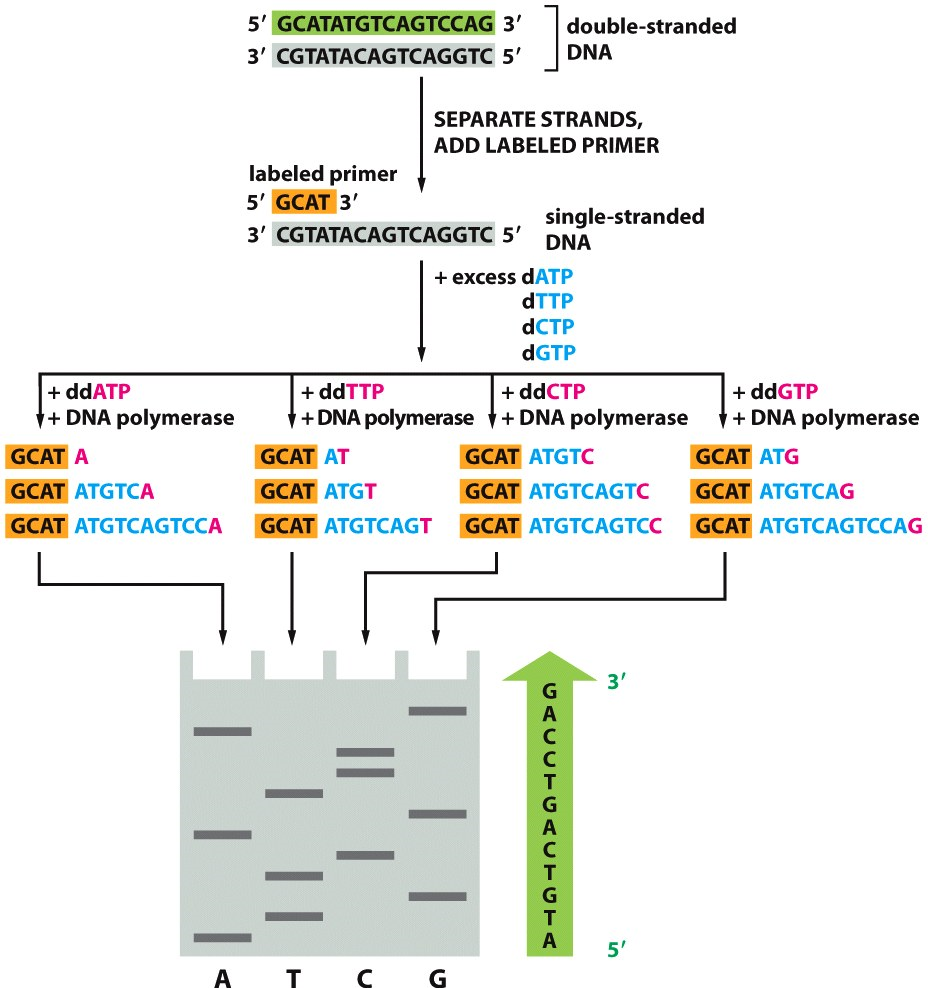 5′ GCATATGTCAGTCCAG 3′
3′ CGTATACAGTCAGGTC 5′
double-stranded
DNA
SEPARATE STRANDS,
ADD LABELED PRIMER
labeled primer
5′ GCAT 3′
3′ CGTATACAGTCAGGTC 5′
single-stranded
DNA
+ excess dATP
dTTP
dCTP
dGTP
+ ddATP
+ DNA polymerase
GCAT A
GCAT ATGTCA
GCAT ATGTCAGTCCA
+ ddTTP
+ DNA polymerase
GCAT AT
GCAT ATGT
GCAT ATGTCAGT
+ ddCTP
+ DNA polymerase
GCAT ATGTC
GCAT ATGTCAGTC
GCAT ATGTCAGTCC
+ ddGTP
+ DNA polymerase
GCAT ATG
GCAT ATGTCAG
GCAT ATGTCAGTCCAG
3′
G
A
C
C
T
G
A
C
T
G
T
A
5′
A T C G